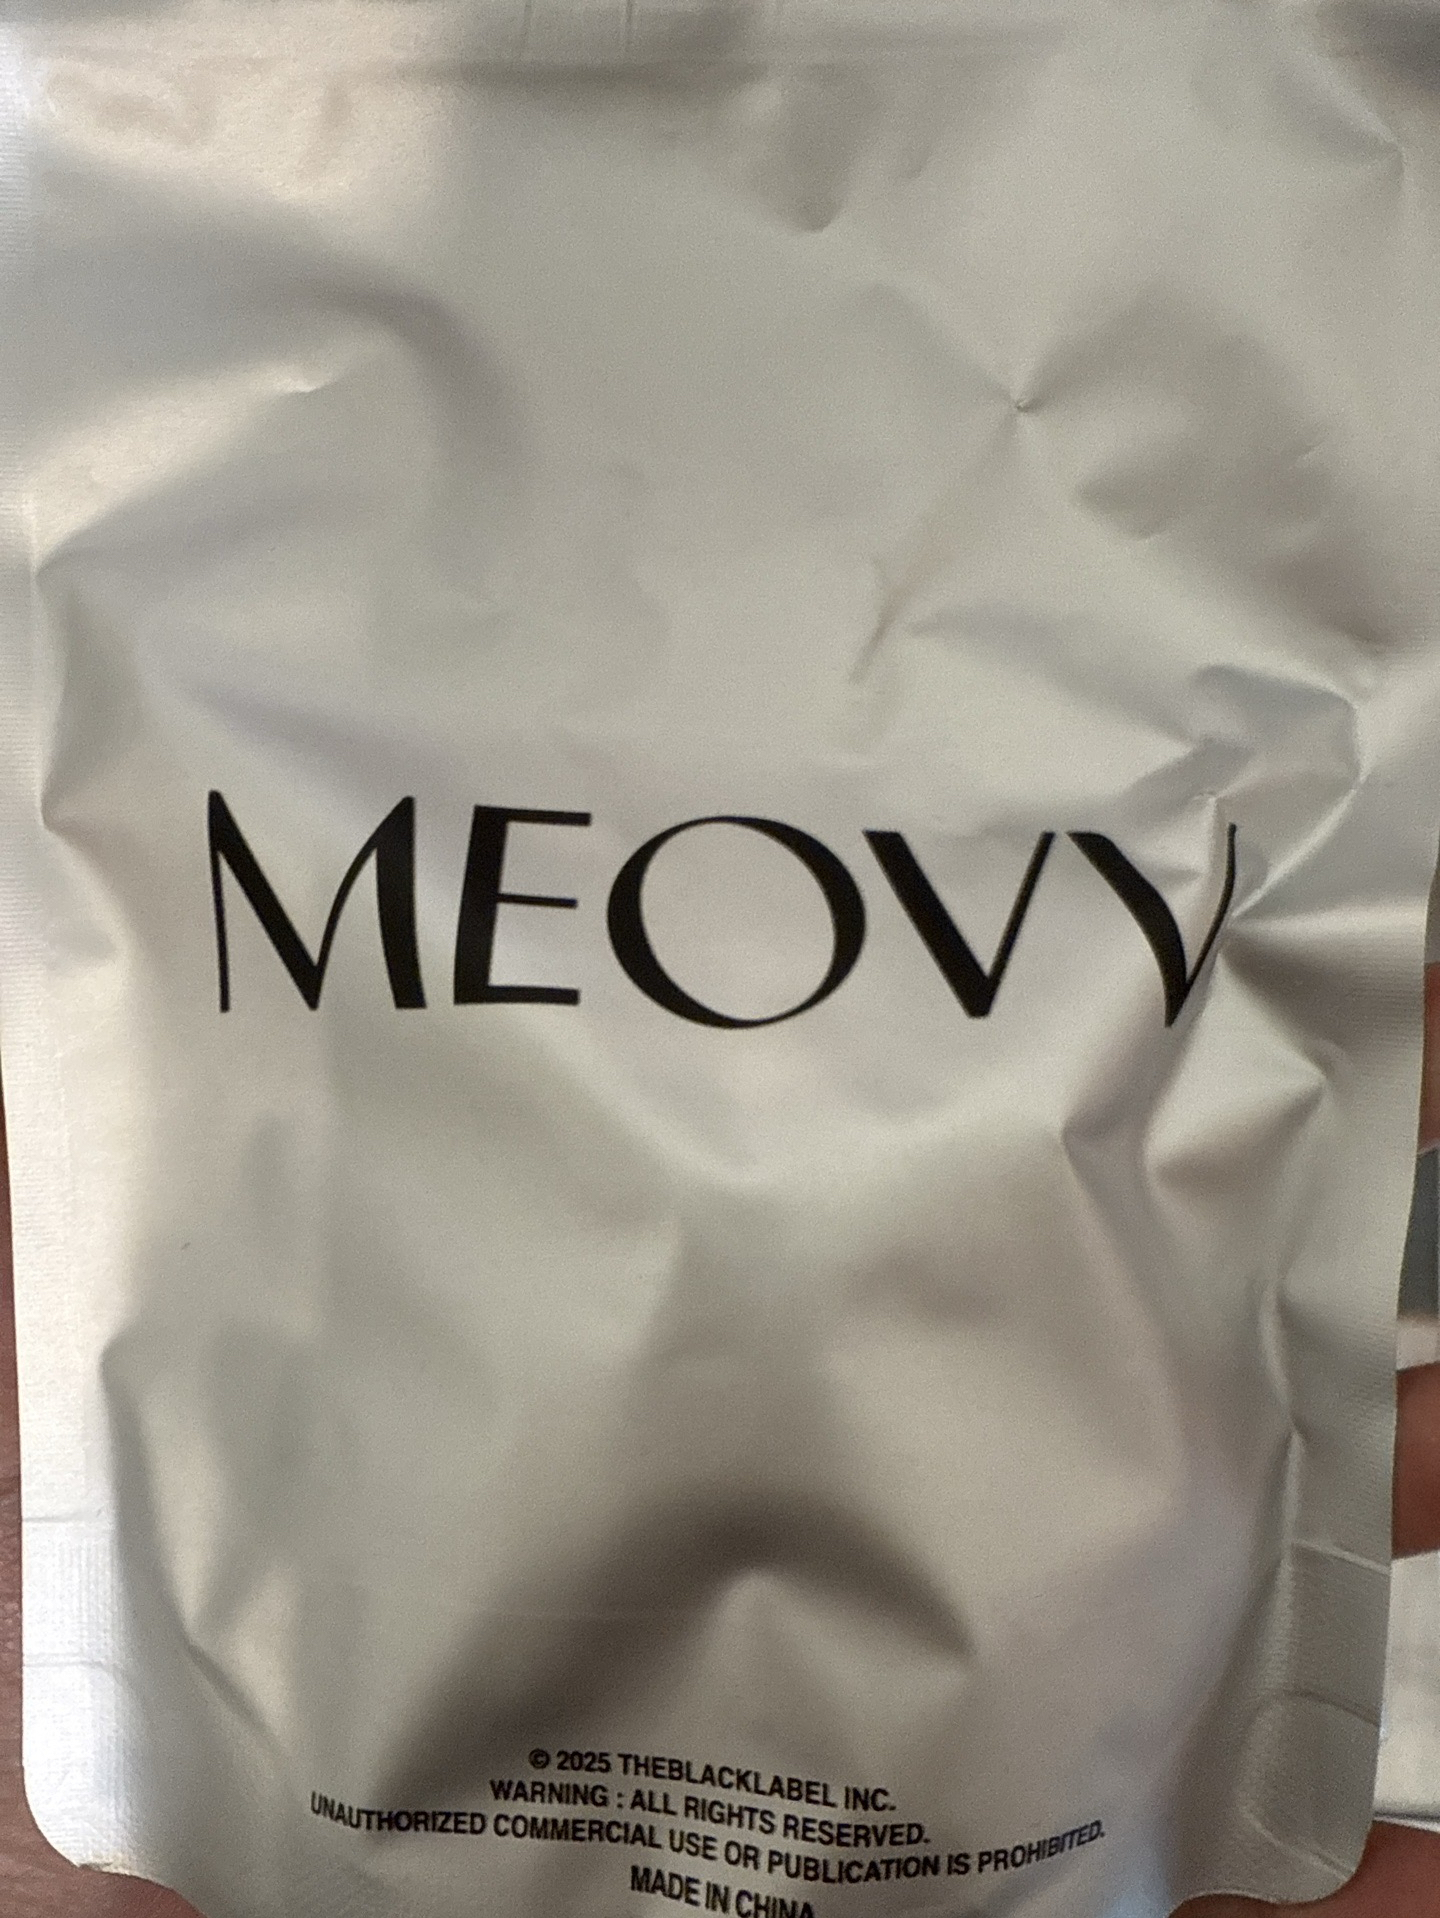 MEOVV
© 2025 THEBLACKLABEL INC.
WARNING : ALL RIGHTS RESERVED.
UNAUTHORIZED COMMERCIAL USE OR PUBLICATION IS PROHIBITED.
MADE IN CHINA